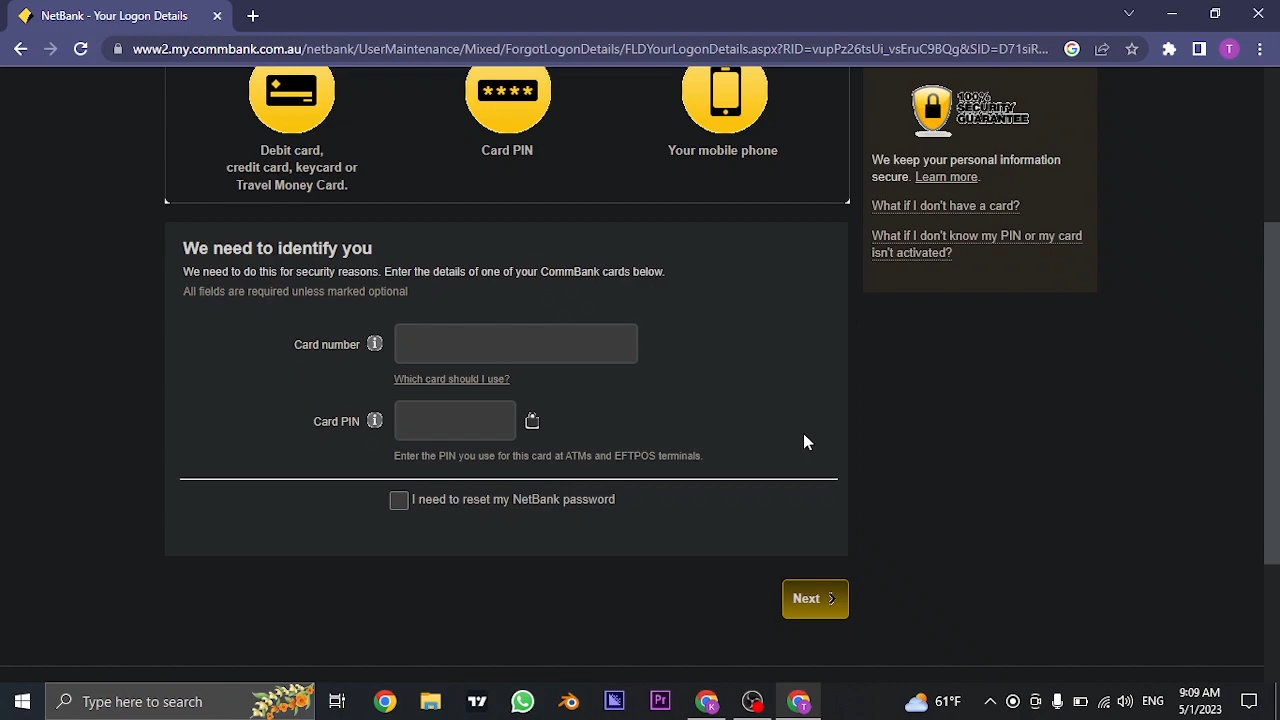 NetBank - Your Logon Details
www2.my.commbank.com.au/netbank/UserMaintenance/Mixed/ForgotLogonDetails/FLDYourLogonDetails.aspx?RID=vupPz26tsUi_vsEruC9BQg&SID=D71siR...
T
****
Debit card,
credit card, keycard or
Travel Money Card.
Card PIN
Your mobile phone
100%
SECURITY
GUARANTEE
We keep your personal information
secure. Learn more.
What if I don't have a card?
What if I don't know my PIN or my card
isn't activated?
We need to identify you
We need to do this for security reasons. Enter the details of one of your CommBank cards below.
All fields are required unless marked optional
Card number
Which card should I use?
Card PIN
Enter the PIN you use for this card at ATMs and EFTPOS terminals.
I need to reset my NetBank password
Next
Type here to search
Pr
K
T
61°F
ENG
9:09 AM
5/1/2023